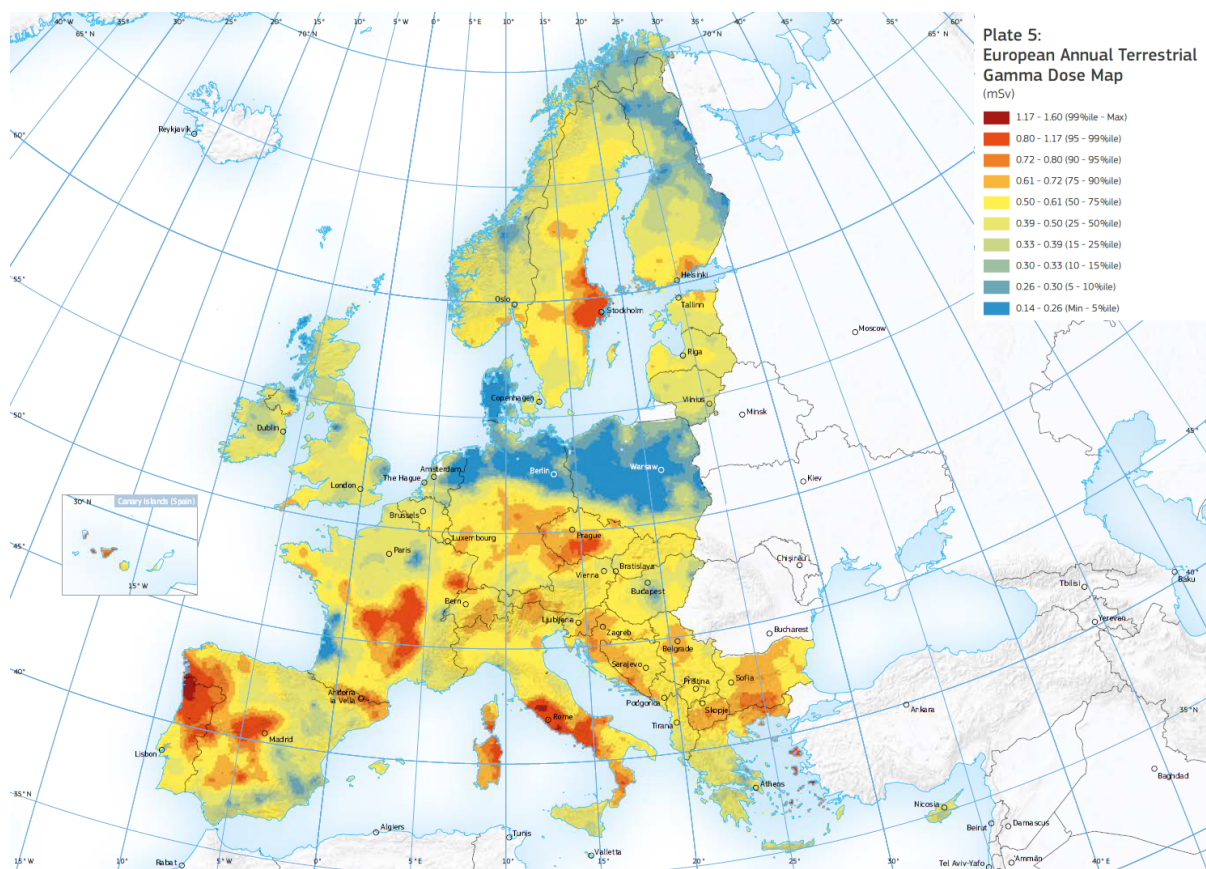 40°W
35°W
30°W
25°W
20°W
15°W
10°W
5°W
0°
5°E
10°E
15°E
20°E
25°E
30°E
35°E
40°E
45°E
50°E
55°E
60°E
65°N
70°N
70°N
65°N
Plate 5:
European Annual Terrestrial
Gamma Dose Map
(mSv)
1.17 - 1.60 (99%ile - Max)
0.80 - 1.17 (95 - 99%ile)
0.72 - 0.80 (90 - 95%ile)
0.61 - 0.72 (75 - 90%ile)
0.50 - 0.61 (50 - 75%ile)
0.39 - 0.50 (25 - 50%ile)
0.33 - 0.39 (15 - 25%ile)
0.30 - 0.33 (10 - 15%ile)
0.26 - 0.30 (5 - 10%ile)
0.14 - 0.26 (Min - 5%ile)
Reykjavík
60°N
Helsinki
Oslo
Stockholm
Tallinn
55°N
Moscow
Riga
Copenhagen
Vilnius
Minsk
50°N
Dublin
45°N
Amsterdam
Berlin
Warsaw
The Hague
London
Kiev
30°N
Canary Islands (Spain)
15°W
Brussels
Luxembourg
Prague
45°N
Paris
Vienna
Bratislava
Chișinău
Budapest
40°N
Baku
Tbilisi
Bern
Ljubljana
Zagreb
Yerevan
Bucharest
Belgrade
Sarajevo
40°N
Pristina
Sofia
Andorra
la Vella
Podgorica
Skopje
Rome
Tirana
35°N
Ankara
Madrid
Lisbon
Baghdad
Athens
35°N
Nicosia
Beirut
Damascus
Algiers
Tunis
Valletta
Rabat
Tel Aviv-Yafo
'Ammān
15°W
10°W
5°W
0°
5°E
10°E
15°E
20°E
25°E
30°E
35°E
40°E